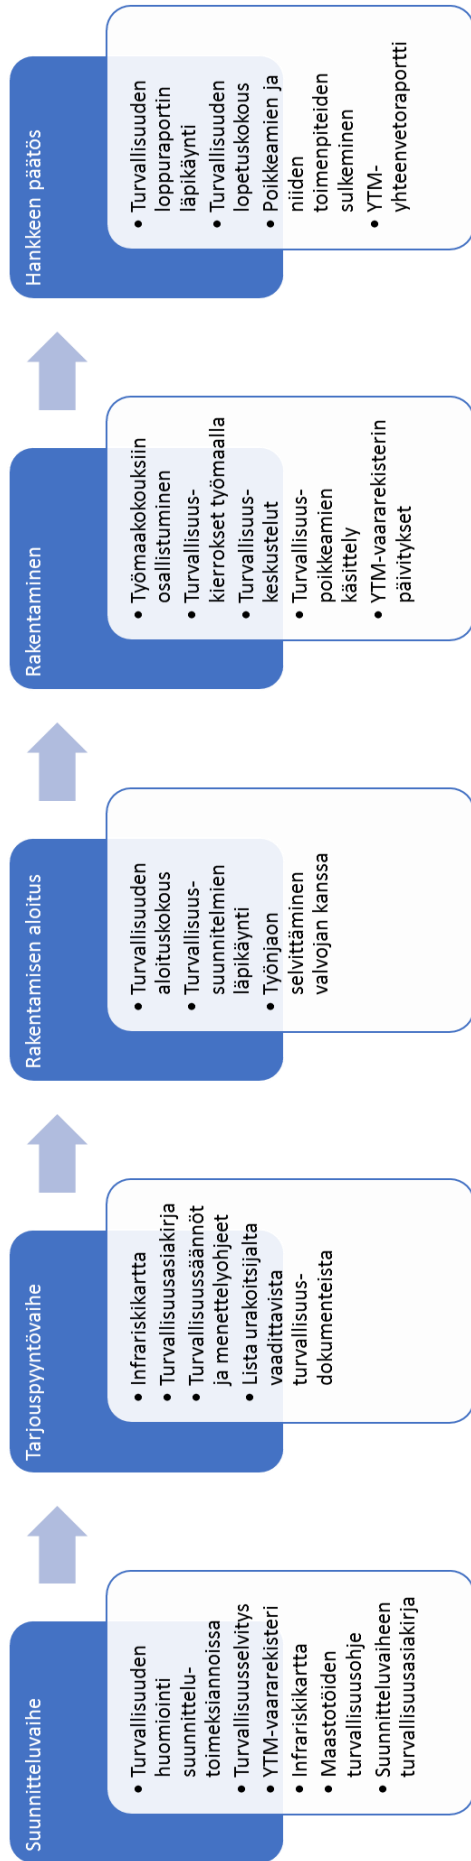 Suunnitteluvaihe
• Turvallisuuden
huomiointi
suunnittelu-
toimeksiannoissa
• Turvallisuusselvitys
• YTM-vaararekisteri
• Infrariskikartta
• Maastotöiden
turvallisuusohje
• Suunnitteluvaiheen
turvallisuusasiakirja
Tarjouspyyntövaihe
• Infrariskikartta
• Turvallisuusasiakirja
• Turvallisuussäännöt
ja menettelyohjeet
• Lista urakoitsijalta
vaadittavista
turvallisuus-
dokumenteista
Rakentamisen aloitus
• Turvallisuuden
aloituskokous
• Turvallisuus-
suunnitelmien
läpikäynti
• Työnjaon
selvittäminen
valvojan kanssa
Rakentaminen
• Työmaakokouksiin
osallistuminen
• Turvallisuus-
kierrokset työmaalla
• Turvallisuus-
keskustelut
• Turvallisuus-
poikkeamien
käsittely
• YTM-vaararekisterin
päivitykset
Hankkeen päätös
• Turvallisuuden
loppuraportin
läpikäynti
• Turvallisuuden
lopetuskokous
• Poikkeamien ja
niiden
toimenpiteiden
sulkeminen
• YTM-
yhteenvetoraportti